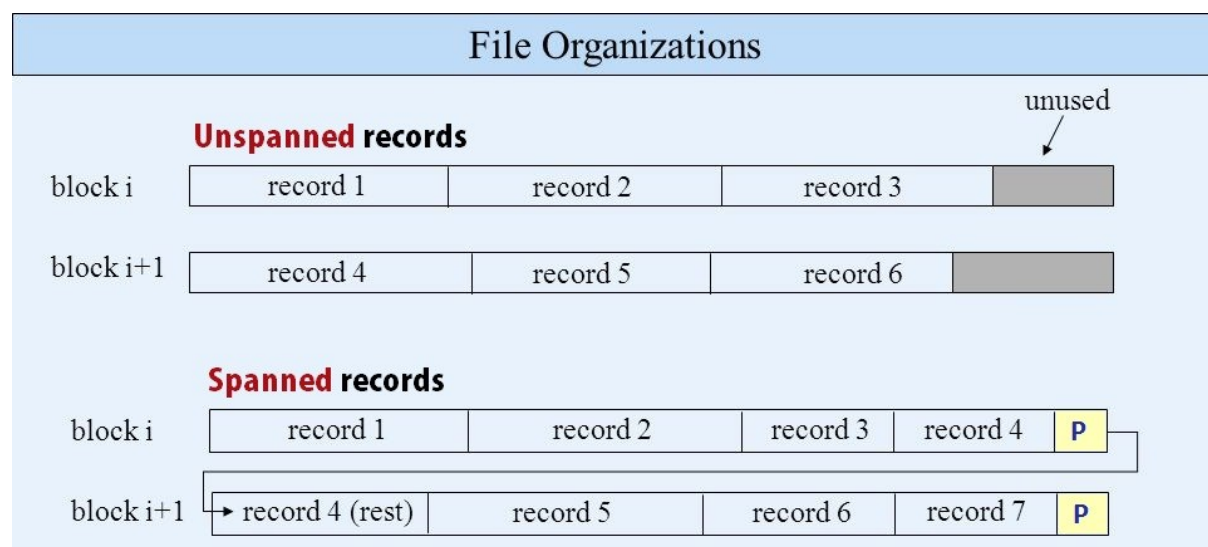 File Organizations
unused
Unspanned records
block i record 1 record 2 record 3
block i+1 record 4 record 5 record 6
Spanned records
block i record 1 record 2 record 3 record 4 P
block i+1 record 4 (rest) record 5 record 6 record 7 P